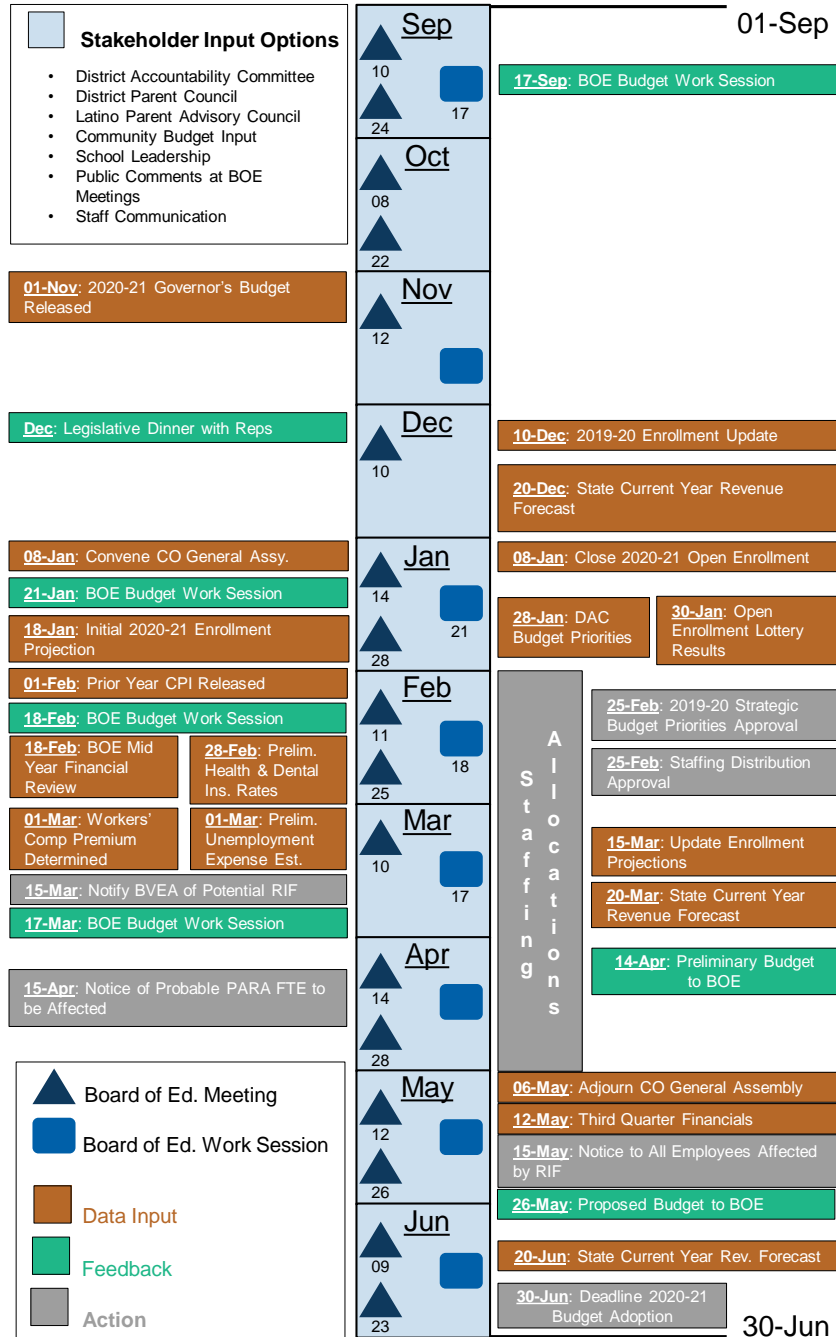 Stakeholder Input Options
• District Accountability Committee
• District Parent Council
• Latino Parent Advisory Council
• Community Budget Input
• School Leadership
• Public Comments at BOE
Meetings
• Staff Communication
01-Sep
Sep
10
17
24
17-Sep: BOE Budget Work Session
Oct
08
22
01-Nov: 2020-21 Governor's Budget
Released
Nov
12
Dec: Legislative Dinner with Reps
Dec
10
10-Dec: 2019-20 Enrollment Update
20-Dec: State Current Year Revenue
Forecast
08-Jan: Convene CO General Assy.
21-Jan: BOE Budget Work Session
18-Jan: Initial 2020-21 Enrollment
Projection
Jan
14
21
28
08-Jan: Close 2020-21 Open Enrollment
28-Jan: DAC
Budget Priorities
30-Jan: Open
Enrollment Lottery
Results
01-Feb: Prior Year CPI Released
18-Feb: BOE Budget Work Session
18-Feb: BOE Mid
Year Financial
Review
28-Feb: Prelim.
Health & Dental
Ins. Rates
Feb
11
18
25
Staffing
Allocations
25-Feb: 2019-20 Strategic
Budget Priorities Approval
25-Feb: Staffing Distribution
Approval
01-Mar: Workers'
Comp Premium
Determined
01-Mar: Prelim.
Unemployment
Expense Est.
15-Mar: Notify BVEA of Potential RIF
17-Mar: BOE Budget Work Session
Mar
10
17
15-Mar: Update Enrollment
Projections
20-Mar: State Current Year
Revenue Forecast
15-Apr: Notice of Probable PARA FTE to
be Affected
Apr
14
28
14-Apr: Preliminary Budget
to BOE
Board of Ed. Meeting
Board of Ed. Work Session
Data Input
Feedback
Action
May
12
26
06-May: Adjourn CO General Assembly
12-May: Third Quarter Financials
15-May: Notice to All Employees Affected
by RIF
26-May: Proposed Budget to BOE
Jun
09
23
20-Jun: State Current Year Rev. Forecast
30-Jun: Deadline 2020-21
Budget Adoption
30-Jun